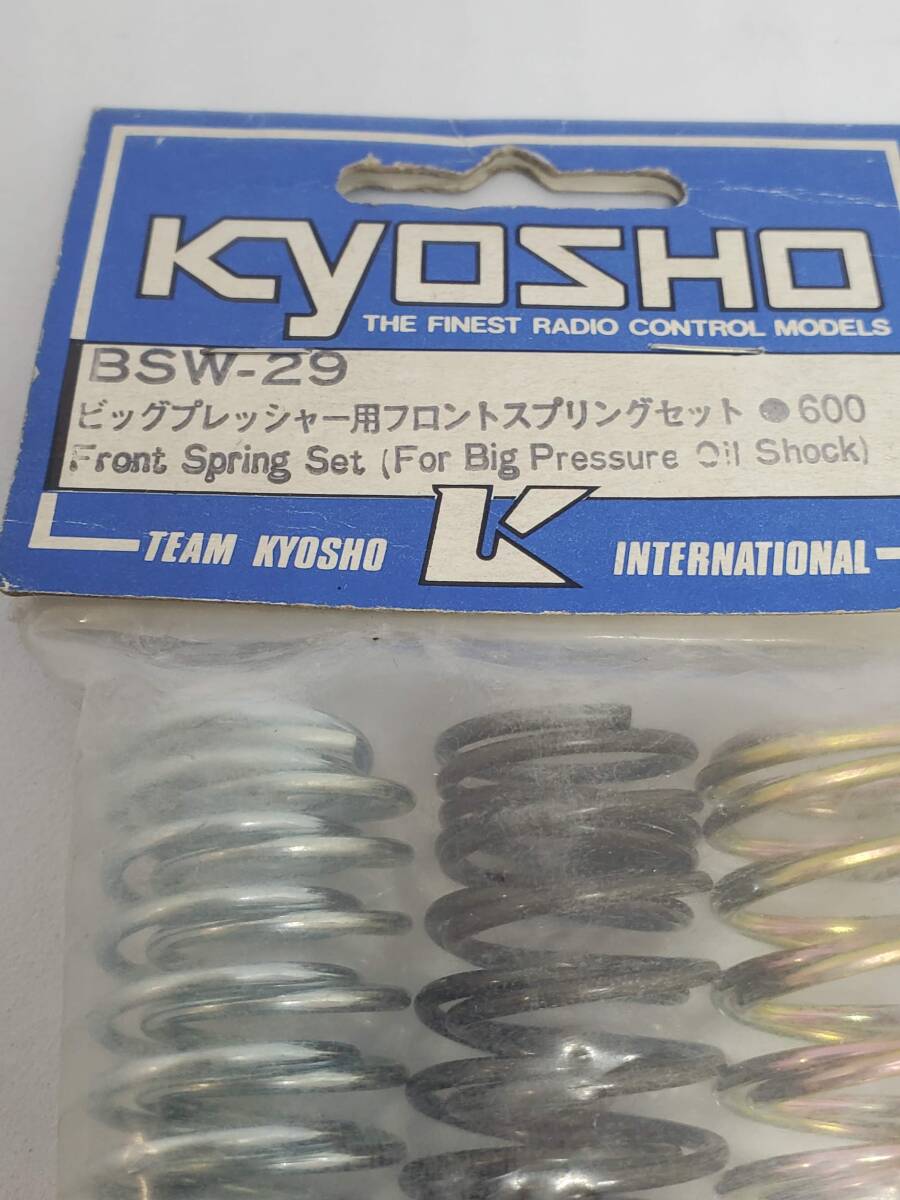 KYOSHO
THE FINEST RADIO CONTROL MODELS
BSW-29
ビッグプレッシャー用フロントスプリングセット ●600
Front Spring Set (For Big Pressure Oil Shock)
TEAM KYOSHO K INTERNATIONAL